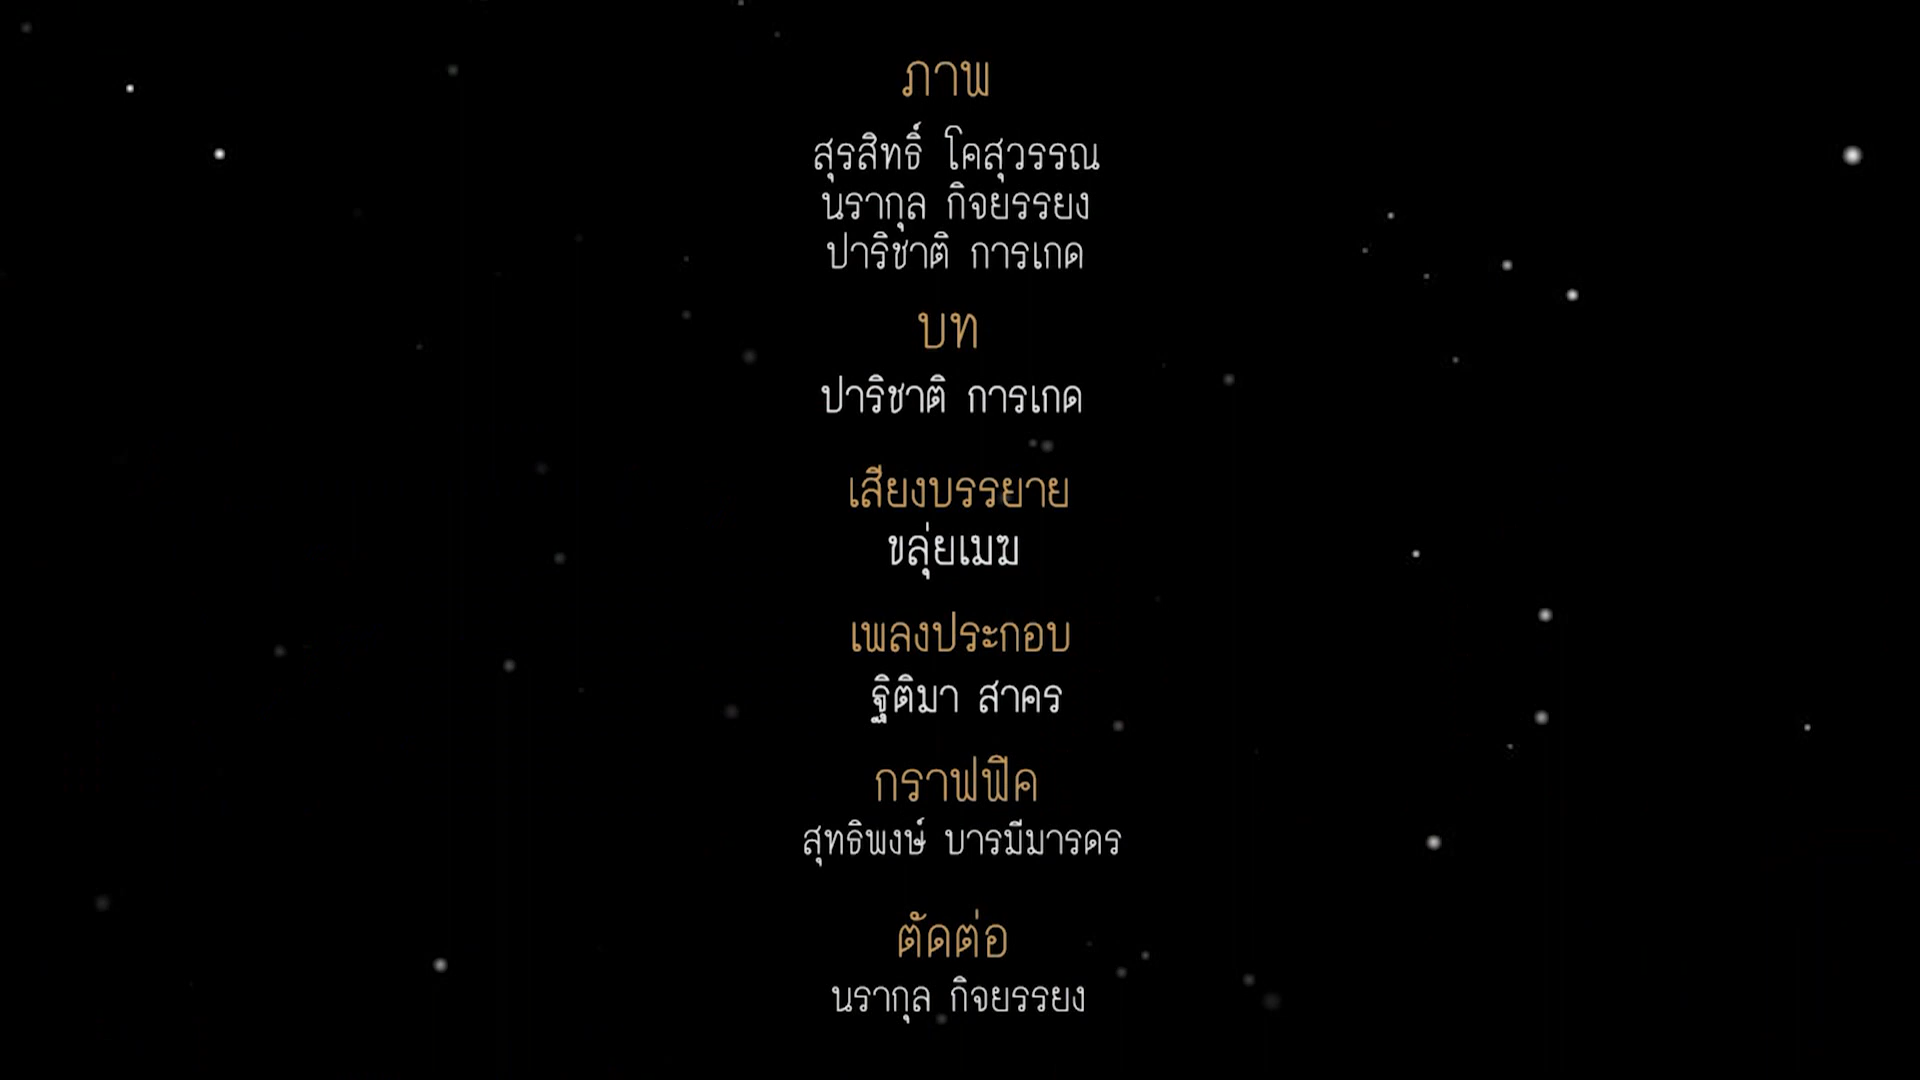 ภาพ
สุรสิทธิ์ โคสุวรรณ
นรากุล กิจยรรยง
ปาริชาติ การเกด
บท
ปาริชาติ การเกด
เสียงบรรยาย
ขลุ่ยเมฆ
เพลงประกอบ
ฐิติมา สาคร
กราฟฟิค
สุทธิพงษ์ บารมีมารดร
ตัดต่อ
นรากุล กิจยรรยง